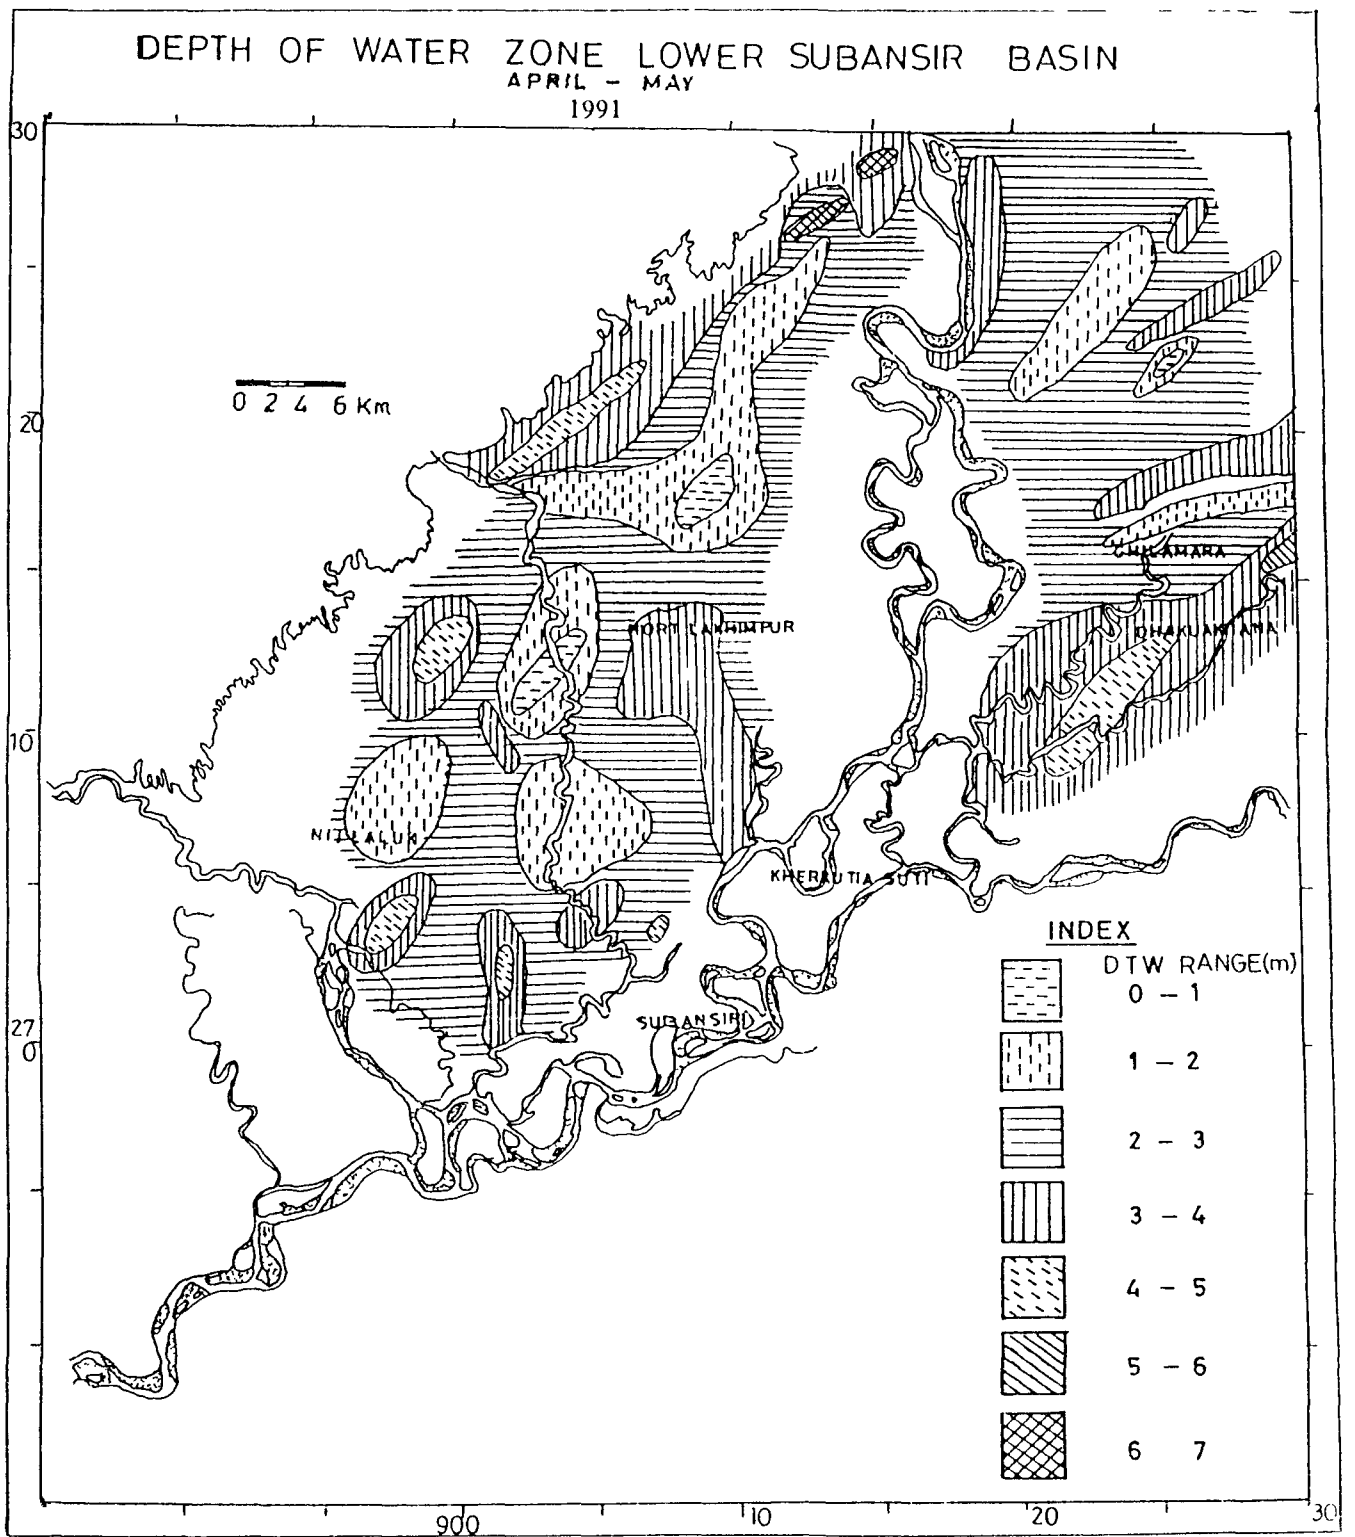 DEPTH OF WATER ZONE LOWER SUBANSIR BASIN
APRIL - MAY
1991
30
20
10
27
0
0 2 4 6 Km
CHILAMARA
NORT LAKHIMPUR
KHERKUTIA SUTI
SUBANSIRI
INDEX
DTW RANGE(m)
0 - 1
1 - 2
2 - 3
3 - 4
4 - 5
5 - 6
6 7
900 10 20 30